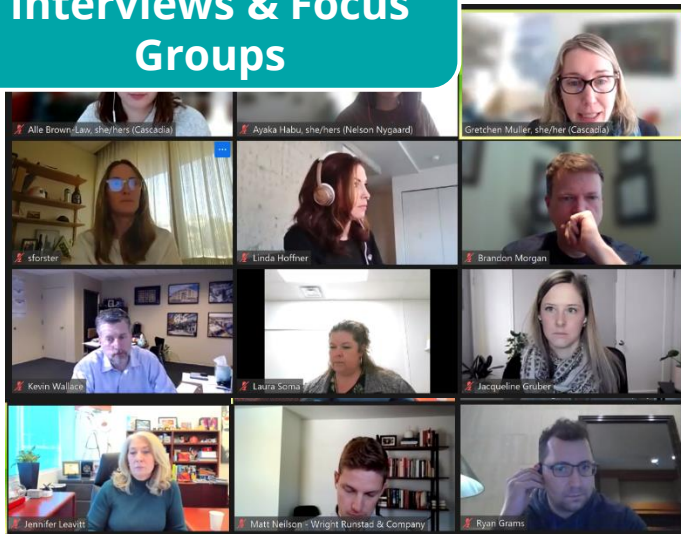 Interviews & Focus
Groups
Alle Brown-Law, she/hers (Cascadia)
Ayaka Habu, she/hers (Nelson Nygaard)
Gretchen Muller, she/her (Cascadia)
sforster
Linda Hoffner
Brandon Morgan
Kevin Wallace
Laura Soma
Jacqueline Gruber
Jennifer Leavitt
Matt Neilson - Wright Runstad & Company
Ryan Grams